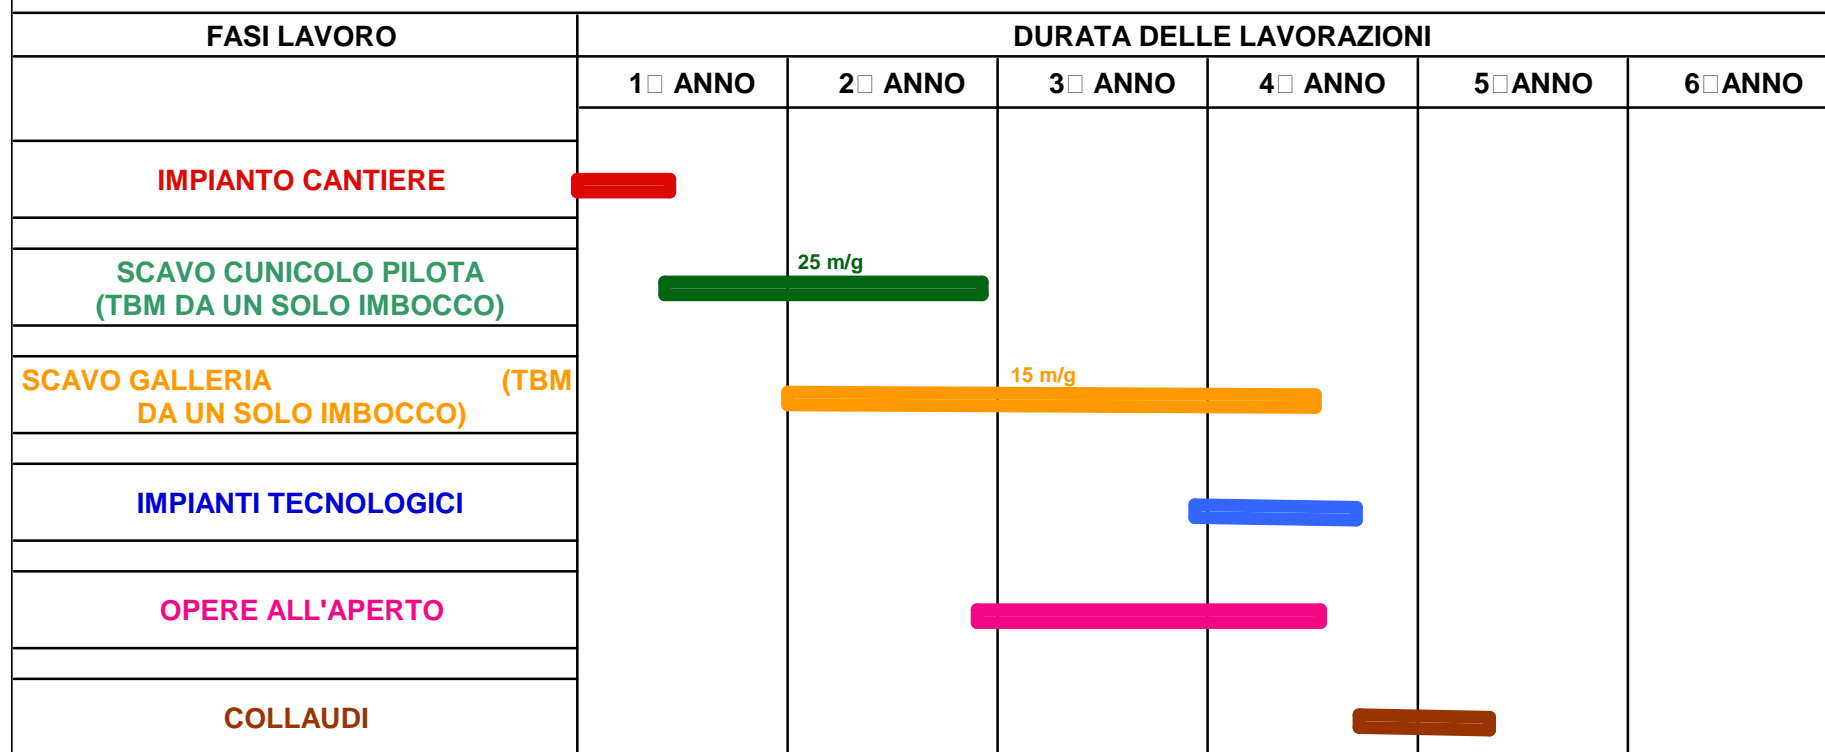 FASI LAVORO DURATA DELLE LAVORAZIONI
1□ ANNO 2□ ANNO 3□ ANNO 4□ ANNO 5□ANNO 6□ANNO
IMPIANTO CANTIERE
SCAVO CUNICOLO PILOTA
(TBM DA UN SOLO IMBOCCO)
25 m/g
SCAVO GALLERIA (TBM
DA UN SOLO IMBOCCO)
15 m/g
IMPIANTI TECNOLOGICI
OPERE ALL'APERTO
COLLAUDI